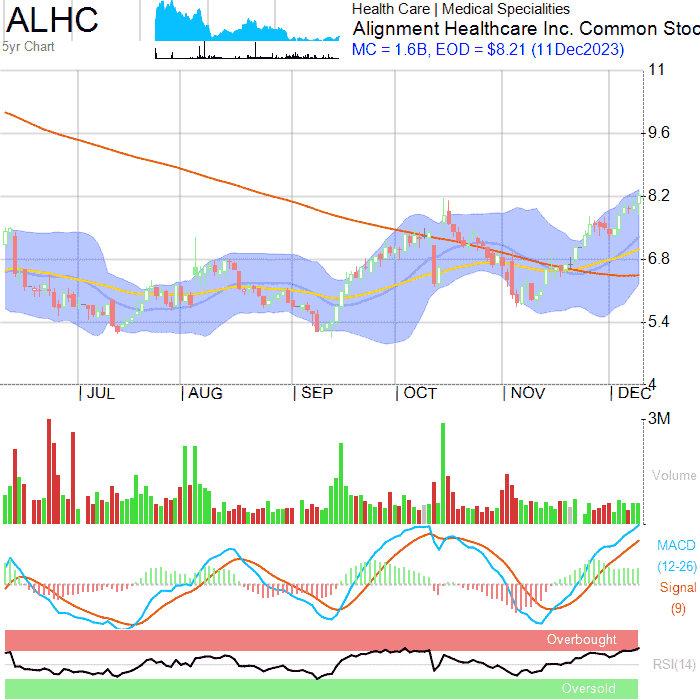 ALHC
5yr Chart
Health Care | Medical Specialities
Alignment Healthcare Inc. Common Stoc
MC = 1.6B, EOD = $8.21 (11Dec2023)
11
9.6
8.2
6.8
5.4
4
| JUL | AUG | SEP | OCT | NOV | DEC
3M
Volume
MACD
(12-26)
Signal
(9)
Overbought
RSI(14)
Oversold